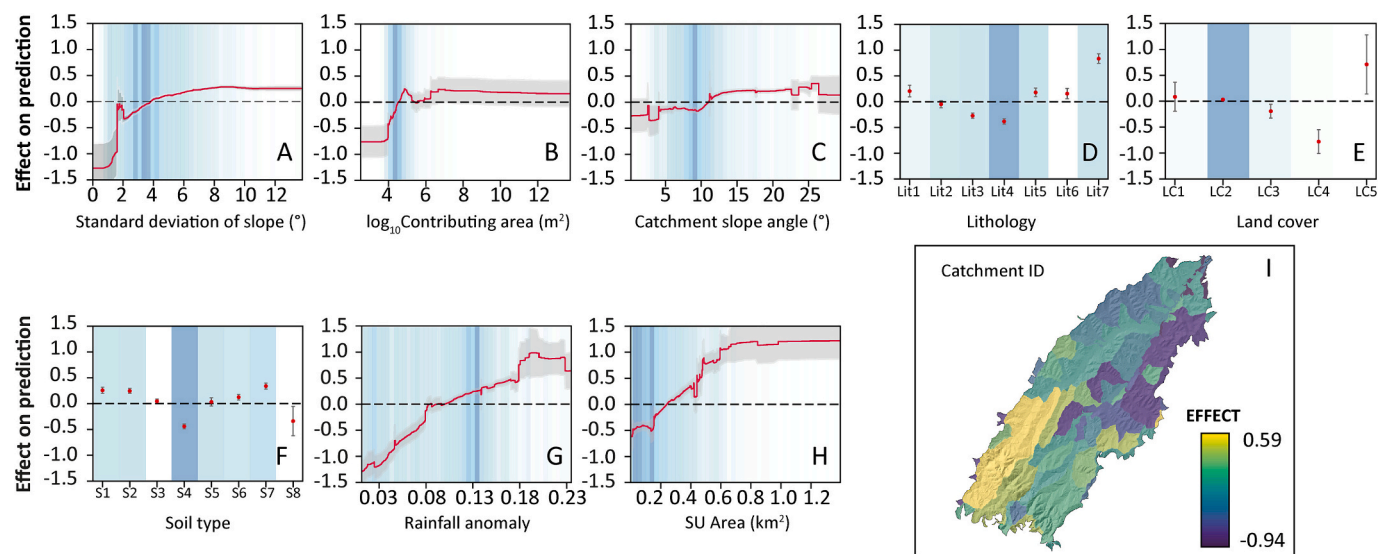 Effect on prediction
1.5
1.0
0.5
0.0
-0.5
-1.0
-1.5
0 2 4 6 8 10 12
A
Standard deviation of slope (°)
1.5
1.0
0.5
0.0
-0.5
-1.0
-1.5
4 6 8 10 12
B
log10Contributing area (m2)
1.5
1.0
0.5
0.0
-0.5
-1.0
-1.5
5 10 15 20 25
C
Catchment slope angle (°)
1.5
1.0
0.5
0.0
-0.5
-1.0
-1.5
Lit1 Lit2 Lit3 Lit4 Lit5 Lit6 Lit7
D
Lithology
1.5
1.0
0.5
0.0
-0.5
-1.0
-1.5
LC1 LC2 LC3 LC4 LC5
E
Land cover
Effect on prediction
1.5
1.0
0.5
0.0
-0.5
-1.0
-1.5
S1 S2 S3 S4 S5 S6 S7 S8
F
Soil type
1.5
1.0
0.5
0.0
-0.5
-1.0
-1.5
0.03 0.08 0.13 0.18 0.23
G
Rainfall anomaly
1.5
1.0
0.5
0.0
-0.5
-1.0
-1.5
0.2 0.4 0.6 0.8 1.0 1.2
H
SU Area (km2)
Catchment ID
I
EFFECT
0.59
-0.94